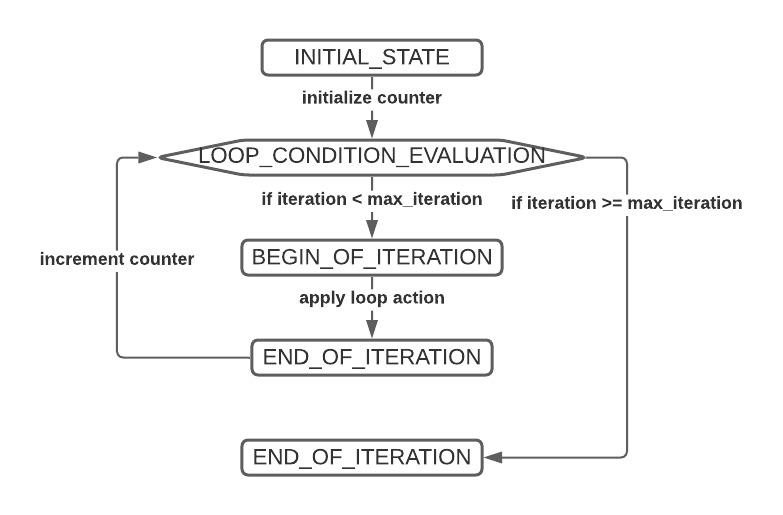 INITIAL_STATE
initialize counter
LOOP_CONDITION_EVALUATION
if iteration < max_iteration
if iteration >= max_iteration
BEGIN_OF_ITERATION
increment counter
apply loop action
END_OF_ITERATION
END_OF_ITERATION